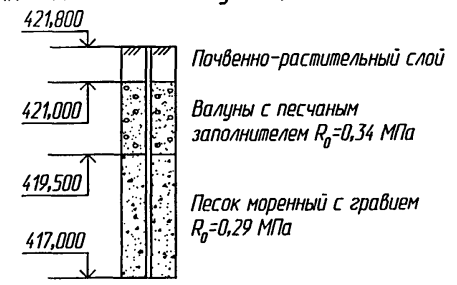 421,800
Почвенно-растительный слой
421,000
Валуны с песчаным
заполнителем R₀=0,34 МПа
419,500
Песок моренный с гравием
R₀=0,29 МПа
417,000